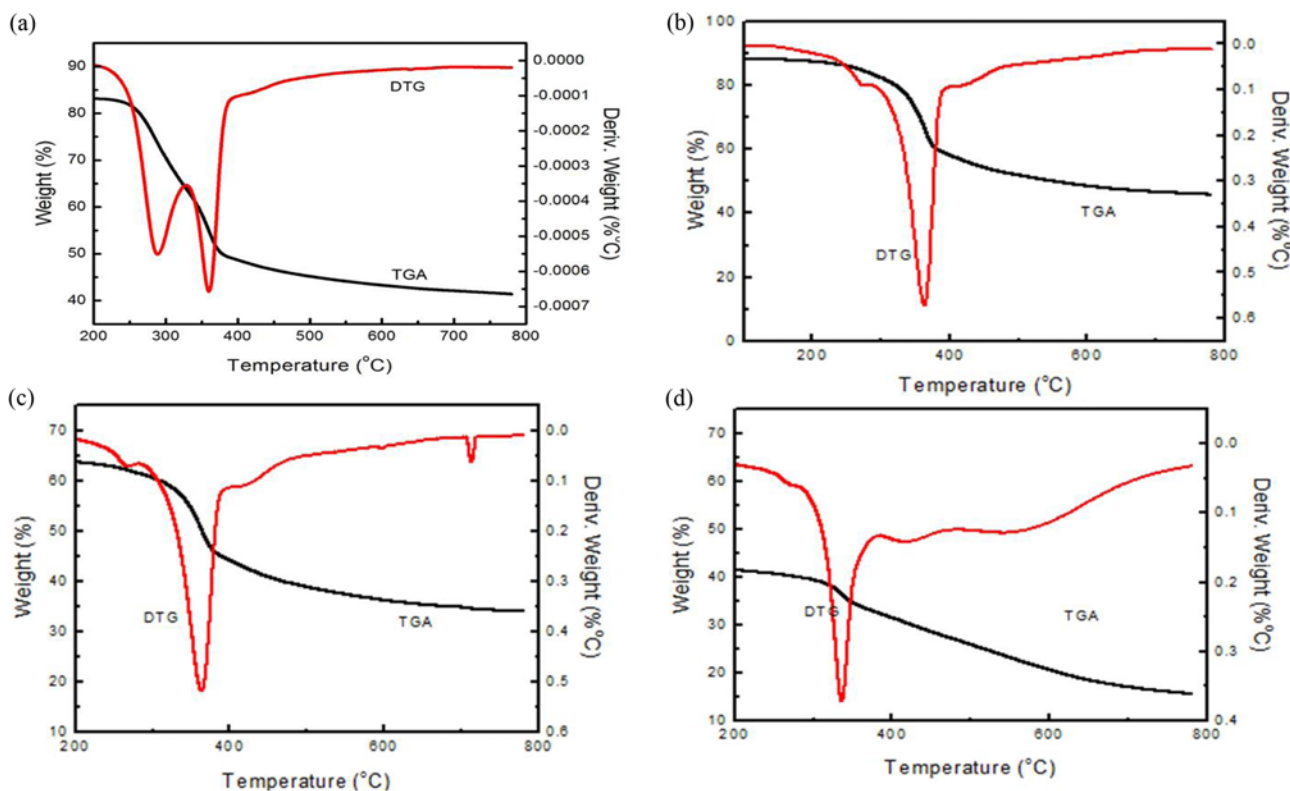 (a)
90
80
70
60
50
40
Weight (%)
DTG
TGA
0.0000
-0.0001
-0.0002
-0.0003
-0.0004
-0.0005
-0.0006
-0.0007
Deriv. Weight (%°C)
200 300 400 500 600 700 800
Temperature (°C)
(b)
100
80
60
40
20
0
Weight (%)
DTG
TGA
0.0
0.1
0.2
0.3
0.4
0.5
0.6
Deriv. Weight (%°C)
200 400 600 800
Temperature (°C)
(c)
70
60
50
40
30
20
10
Weight (%)
DTG
TGA
0.0
0.1
0.2
0.3
0.4
0.5
0.6
Deriv. Weight (%°C)
200 400 600 800
Temperature (°C)
(d)
70
60
50
40
30
20
10
Weight (%)
DTG
TGA
0.0
0.1
0.2
0.3
0.4
Deriv. Weight (%°C)
200 400 600 800
Temperature (°C)